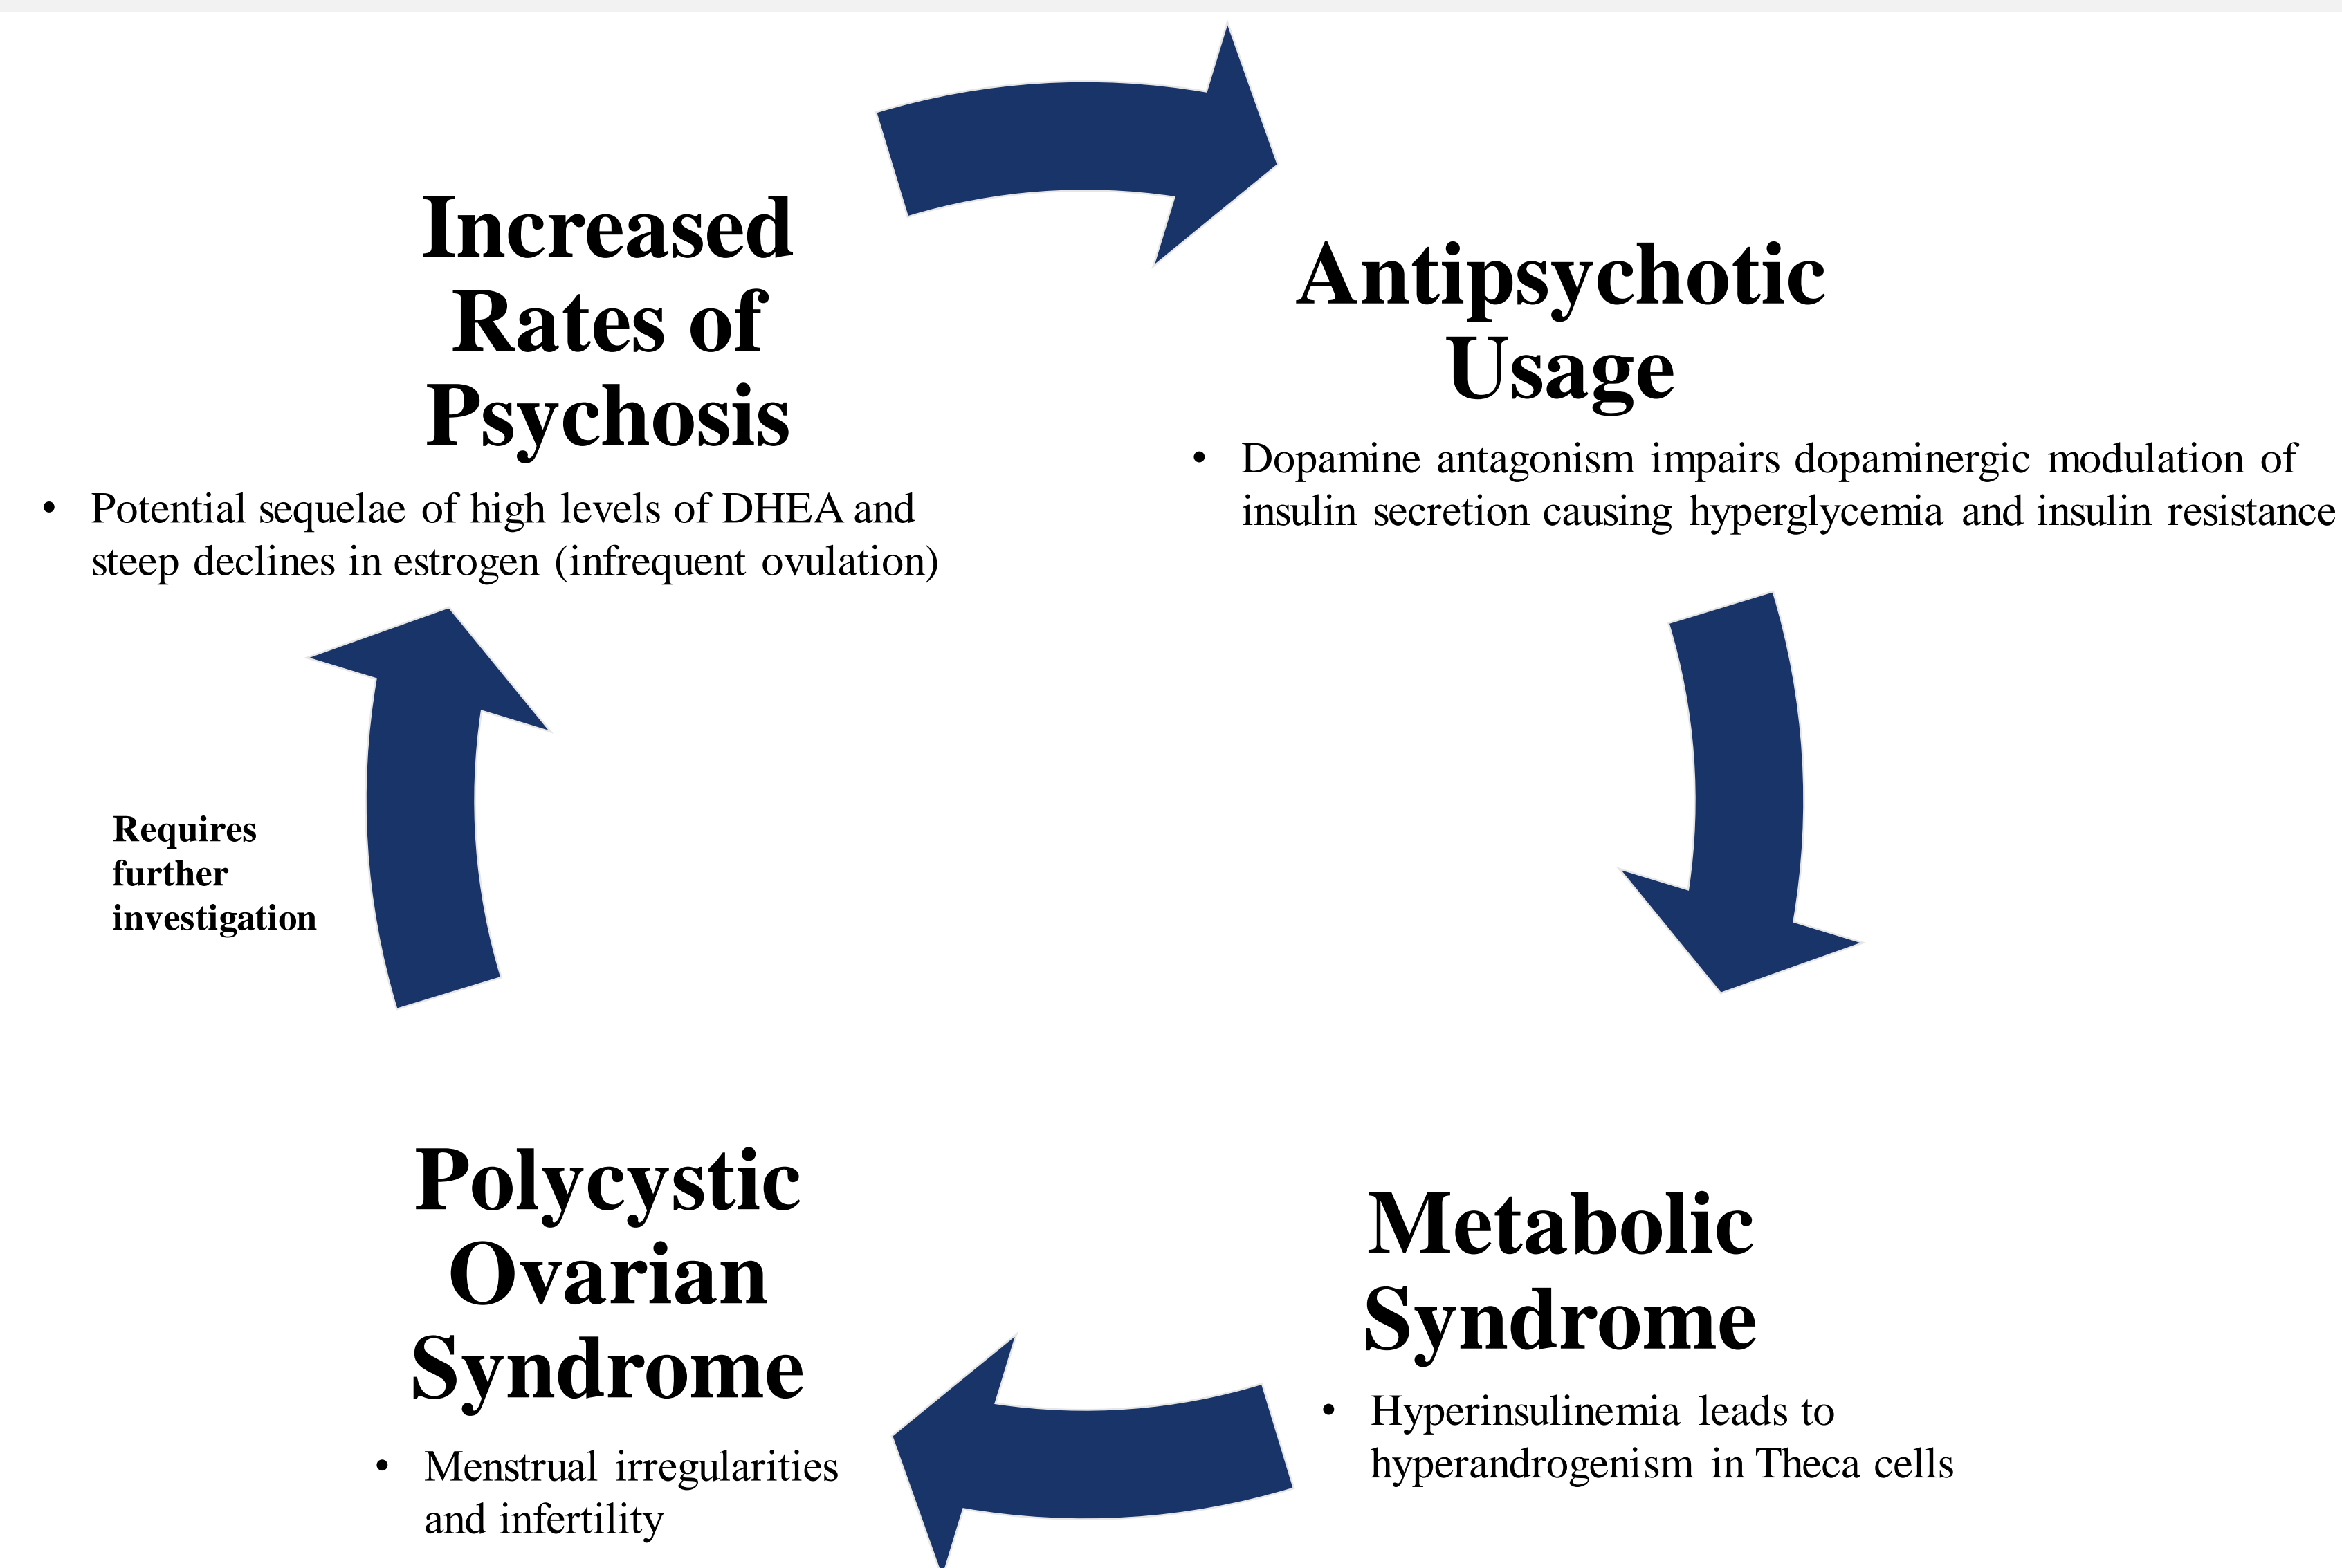 Increased
Rates of
Psychosis
• Potential sequelae of high levels of DHEA and
steep declines in estrogen (infrequent ovulation)
Antipsychotic
Usage
• Dopamine antagonism impairs dopaminergic modulation of
insulin secretion causing hyperglycemia and insulin resistance
Requires
further
investigation
Polycystic
Ovarian
Syndrome
• Menstrual irregularities
and infertility
Metabolic
Syndrome
• Hyperinsulinemia leads to
hyperandrogenism in Theca cells